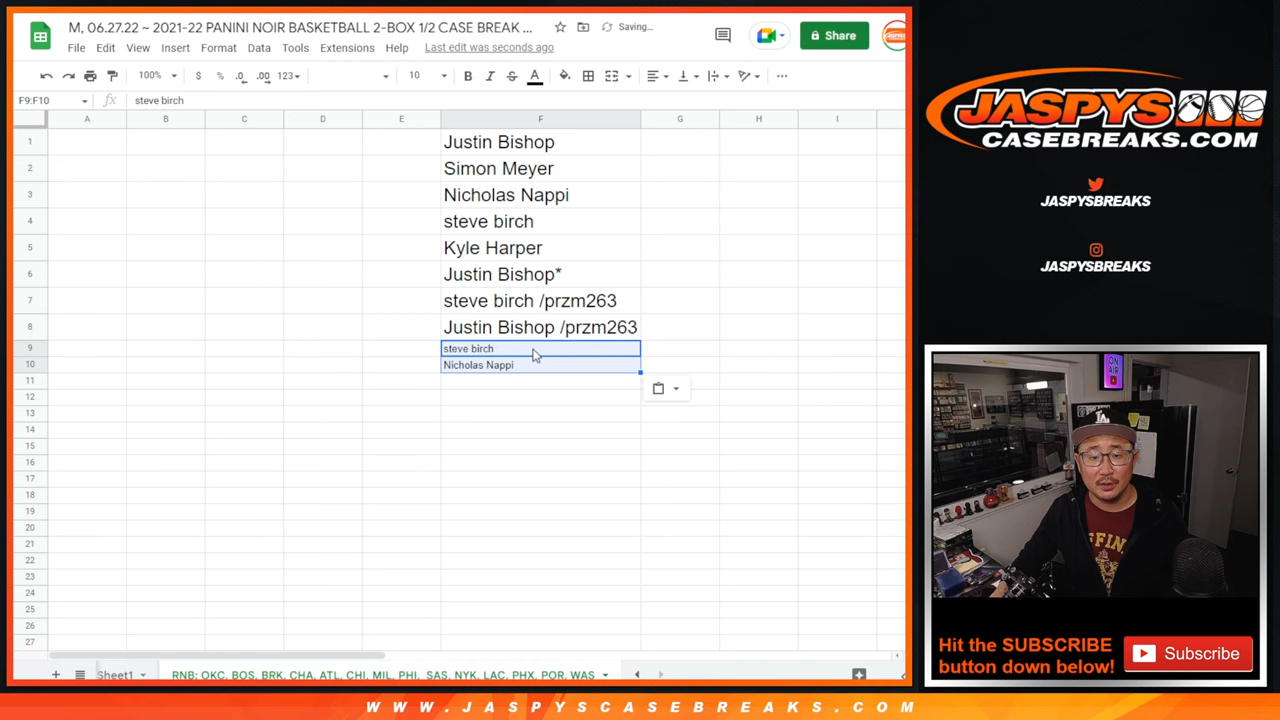 M, 06.27.22 ~ 2021-22 PANINI NOIR BASKETBALL 2-BOX 1/2 CASE BREAK ...
Saving...
Share
File Edit View Insert Format Data Tools Extensions Help Last edit was seconds ago
100% $ % .0 .00 123 10 B I S A
F9:F10 fx steve birch
A B C D E F G H I
1 Justin Bishop
2 Simon Meyer
3 Nicholas Nappi
4 steve birch
5 Kyle Harper
6 Justin Bishop*
7 steve birch /przm263
8 Justin Bishop /przm263
9 steve birch
10 Nicholas Nappi
11
12
13
14
15
16
17
18
19
20
21
22
23
24
25
26
27
Sheet1 RNB: OKC, BOS, BRK, CHA, ATL, CHI, MIL, PHI, SAS, NYK, LAC, PHX, POR, WAS
JASPYS
CASEBREAKS.COM
JASPYSBREAKS
JASPYSBREAKS
ON AIR
LA
Hit the SUBSCRIBE
button down below!
Subscribe
WWW.JASPYSCASEBREAKS.COM